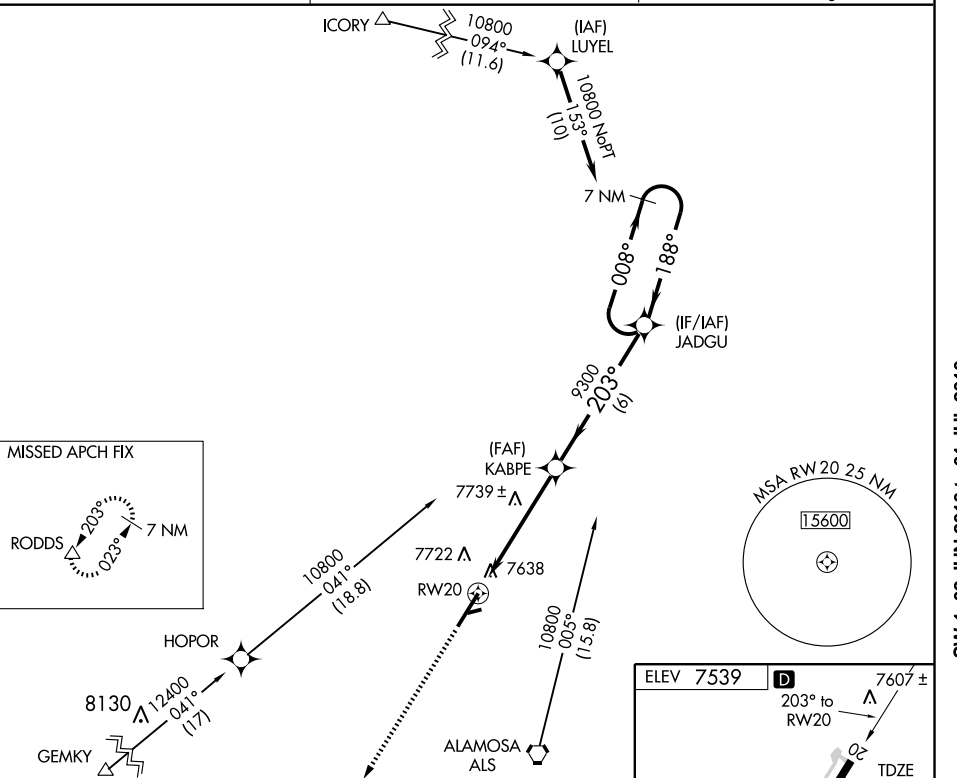 ICORY
10800
094°
(11.6)
(IAF)
LUYEL
10800 NoPT
153°
(10)
7 NM
008°
188°
(IF/IAF)
JADGU
9300
203°
(6)
(FAF)
KABPE
7739 ±
MISSED APCH FIX
203°
023°
7 NM
RODDS
7722
7638
RW20
10800
041°
(18.8)
HOPOR
8130
12400
041°
(17)
GEMKY
10800
005°
(15.8)
ALAMOSA
ALS
MSA RW20 25 NM
15600
ELEV 7539
D
7607 ±
203° to
RW20
20
TDZE